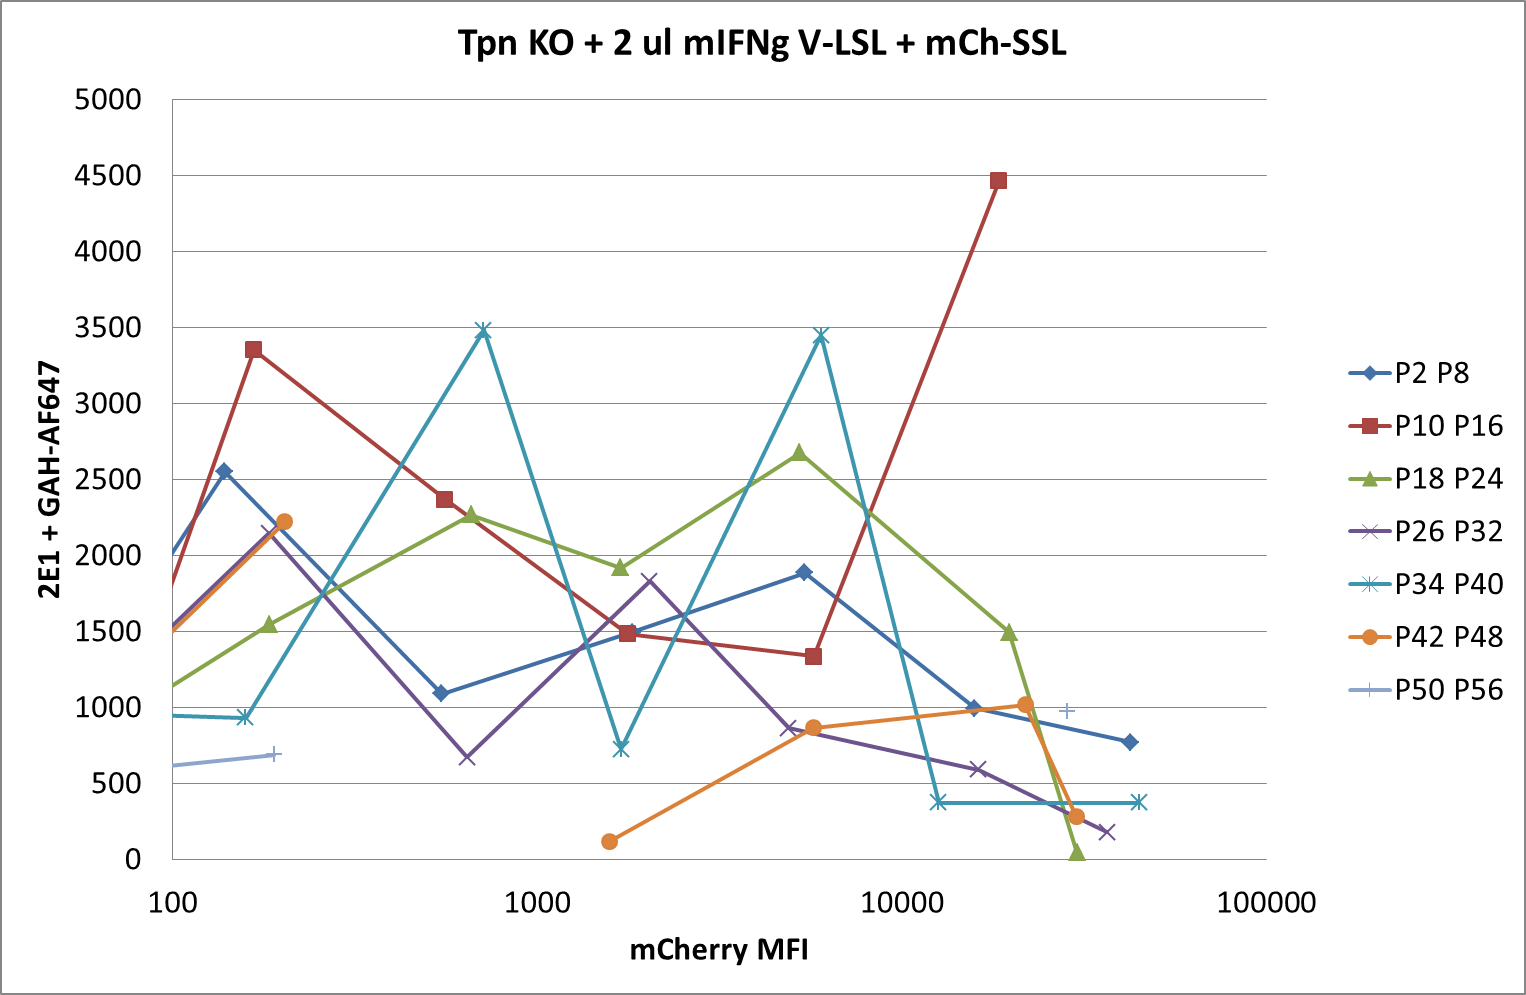 Tpn KO + 2 ul mIFNg V-LSL + mCh-SSL
5000
4500
4000
3500
3000
2500
2000
1500
1000
500
0
2E1 + GAH-AF647
100
1000
10000
100000
mCherry MFI
P2 P8
P10 P16
P18 P24
P26 P32
P34 P40
P42 P48
P50 P56